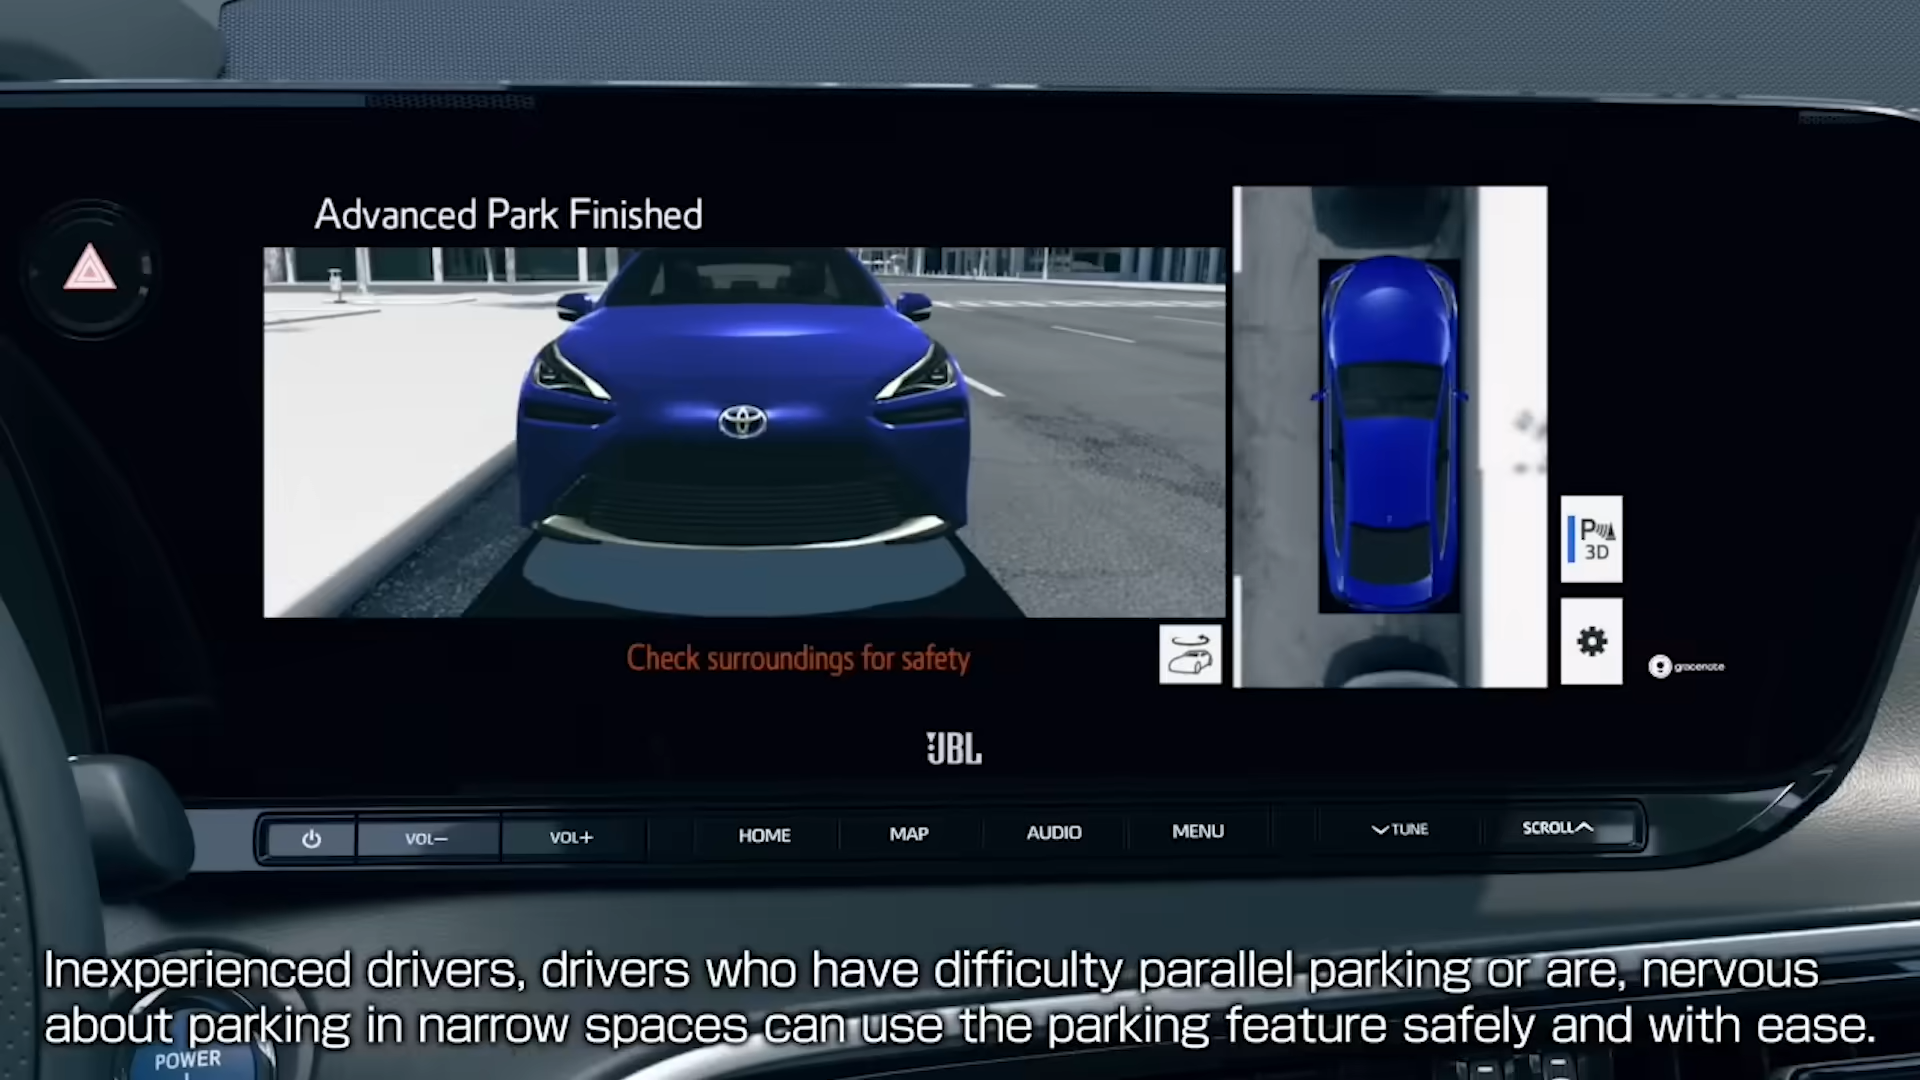 Advanced Park Finished
P
3D
Check surroundings for safety
gracenote
JBL
VOL−
VOL+
HOME
MAP
AUDIO
MENU
TUNE
SCROLL
Inexperienced drivers, drivers who have difficulty parallel parking or are, nervous
about parking in narrow spaces can use the parking feature safely and with ease.
POWER